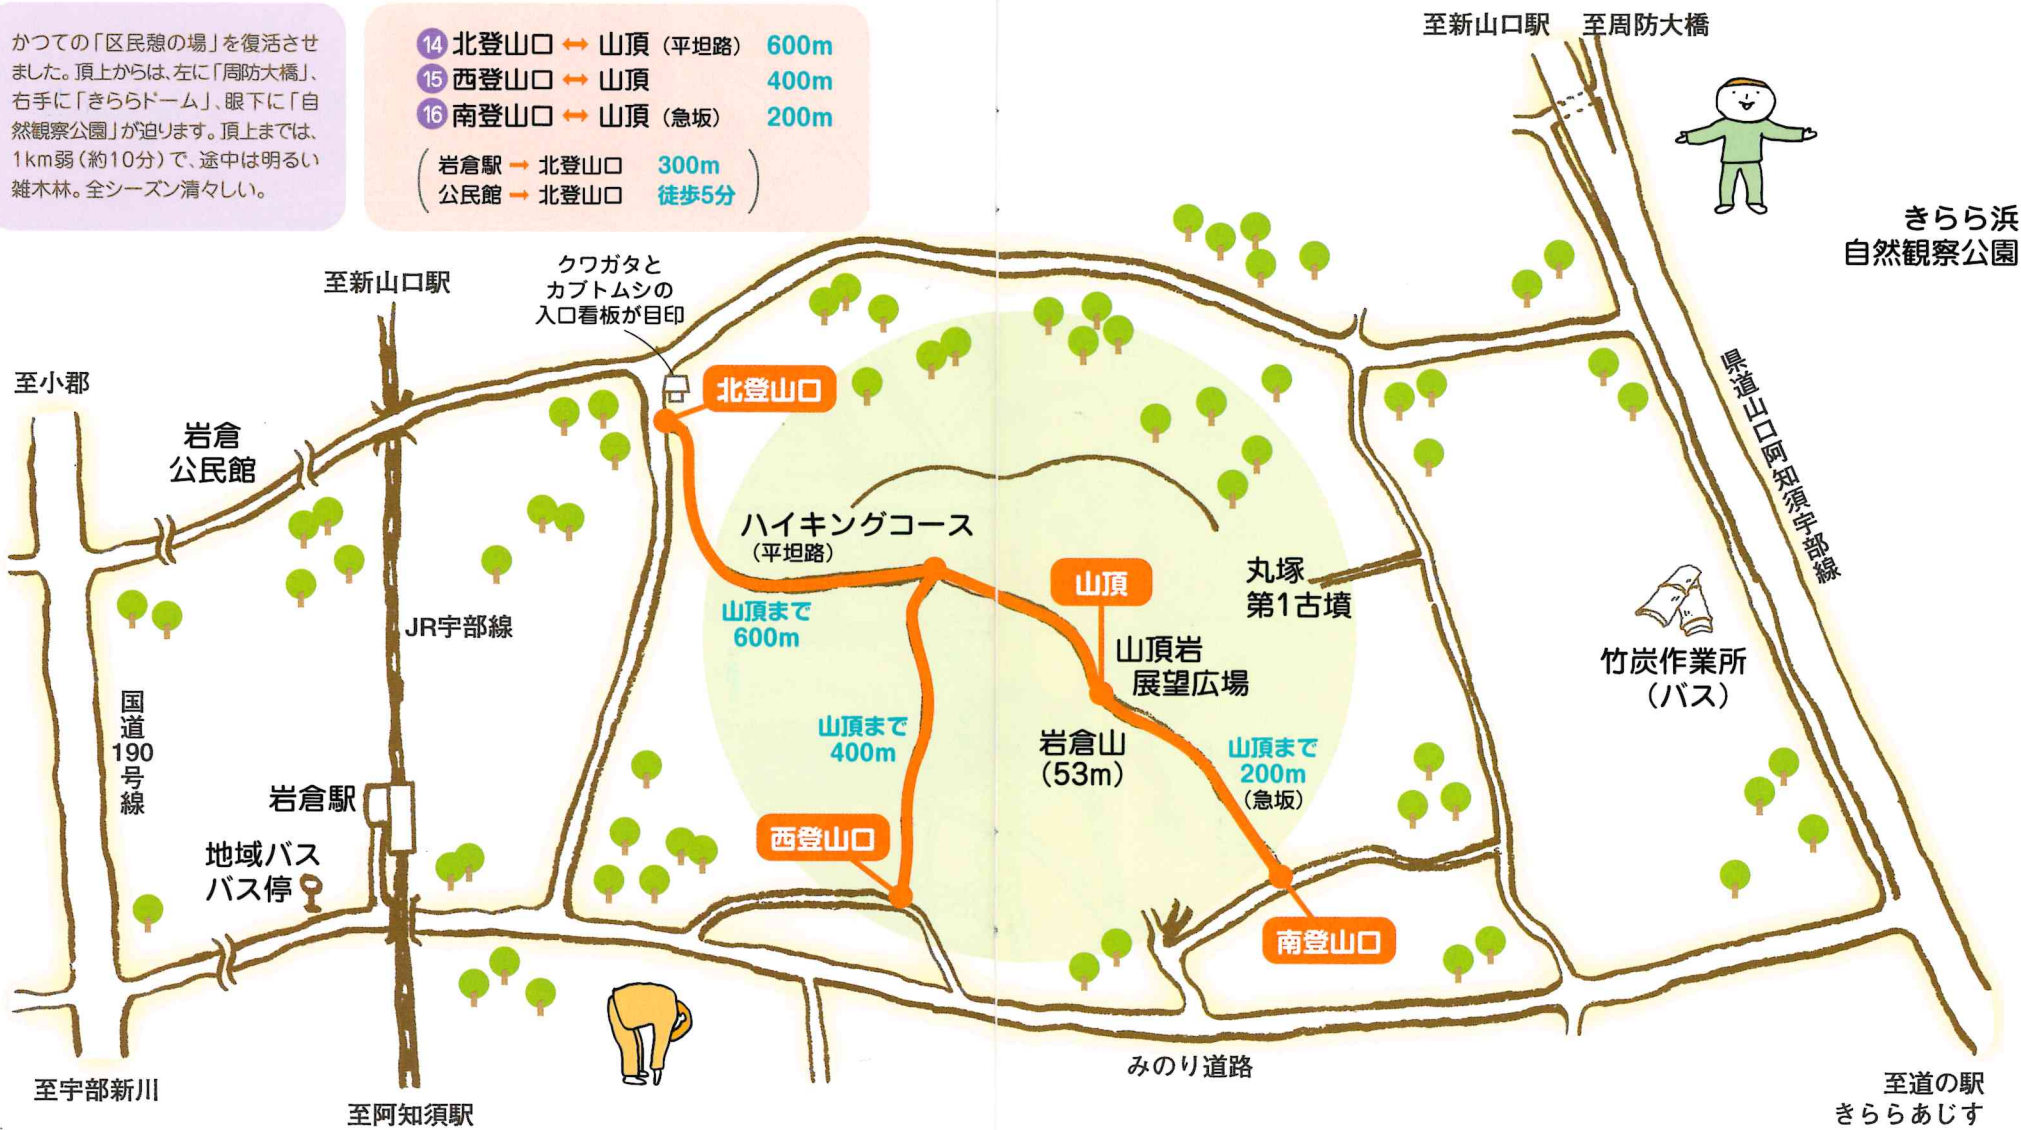 かつての「区民憩の場」を復活させ
ました。頂上からは、左に「周防大橋」、
右手に「きららドーム」、眼下に「自
然観察公園」が迫ります。頂上までは、
1km弱（約10分）で、途中は明るい
雑木林。全シーズン清々しい。
14 北登山口 ↔ 山頂（平坦路） 600m
15 西登山口 ↔ 山頂 400m
16 南登山口 ↔ 山頂（急坂） 200m
岩倉駅 → 北登山口 300m
公民館 → 北登山口 徒歩5分
至新山口駅
至周防大橋
きらら浜
自然観察公園
至新山口駅
クワガタと
カブトムシの
入口看板が目印
至小郡
岩倉
公民館
北登山口
県道山口阿知須宇部線
ハイキングコース
（平坦路）
山頂まで
600m
山頂
丸塚
第1古墳
JR宇部線
山頂岩
展望広場
竹炭作業所
（バス）
国道190号線
山頂まで
400m
岩倉山
（53m）
山頂まで
200m
（急坂）
岩倉駅
地域バス
バス停
西登山口
南登山口
みのり道路
至宇部新川
至阿知須駅
至道の駅
きららあじす